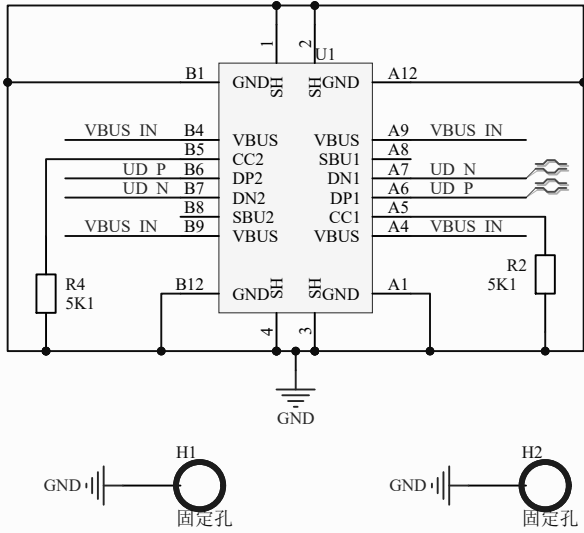 1 2
U1
B1 GND SH SH GND A12
VBUS_IN B4 VBUS VBUS A9 VBUS_IN
B5 CC2 SBU1 A8
UD_P B6 DP2 DN1 A7 UD_N
UD_N B7 DN2 DP1 A6 UD_P
B8 SBU2 CC1 A5
VBUS_IN B9 VBUS VBUS A4 VBUS_IN
R4
5K1
R2
5K1
B12 GND SH SH GND A1
4 3
GND
H1
GND
固定孔
H2
GND
固定孔